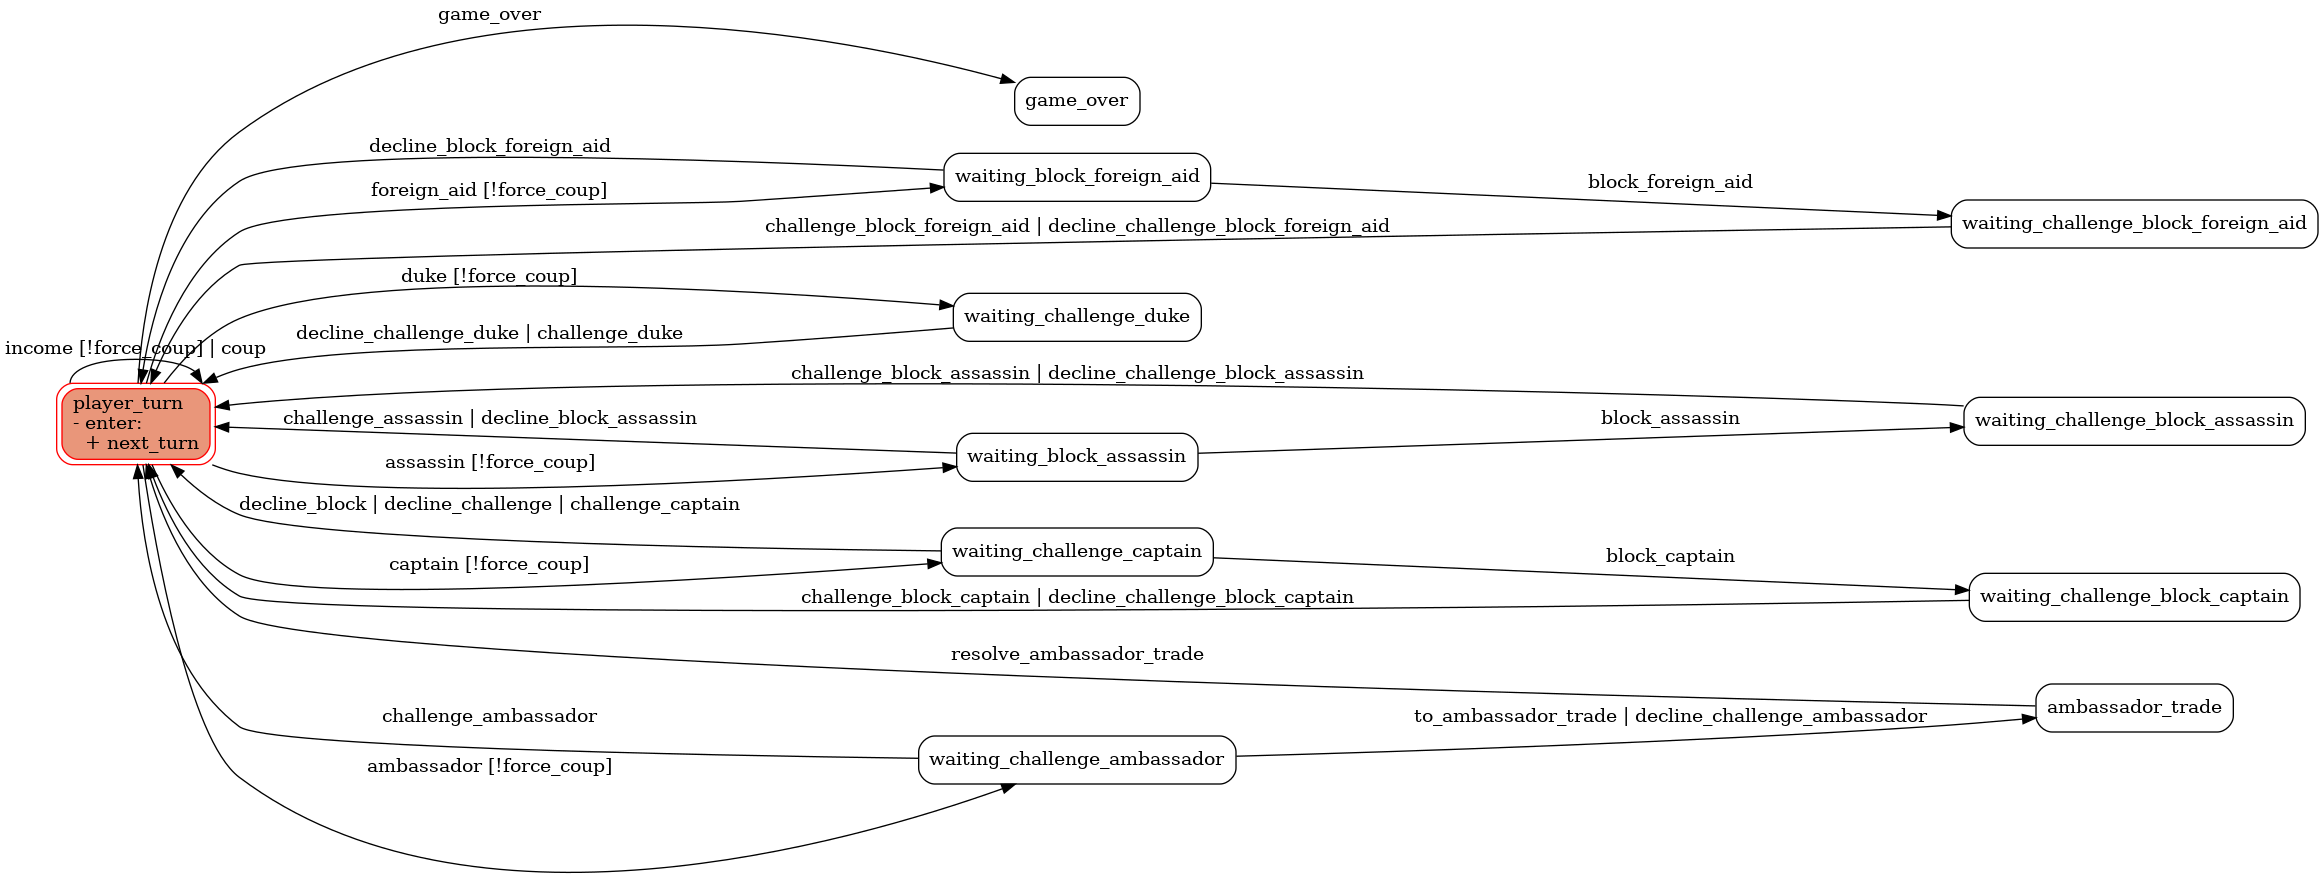 game_over
game_over
decline_block_foreign_aid
waiting_block_foreign_aid
foreign_aid [!force_coup]
block_foreign_aid
waiting_challenge_block_foreign_aid
challenge_block_foreign_aid | decline_challenge_block_foreign_aid
duke [!force_coup]
waiting_challenge_duke
decline_challenge_duke | challenge_duke
income [!force_coup] | coup
player_turn
- enter:
+ next_turn
challenge_block_assassin | decline_challenge_block_assassin
challenge_assassin | decline_block_assassin
block_assassin
waiting_challenge_block_assassin
waiting_block_assassin
assassin [!force_coup]
decline_block | decline_challenge | challenge_captain
waiting_challenge_captain
captain [!force_coup]
block_captain
waiting_challenge_block_captain
challenge_block_captain | decline_challenge_block_captain
resolve_ambassador_trade
ambassador_trade
challenge_ambassador
to_ambassador_trade | decline_challenge_ambassador
waiting_challenge_ambassador
ambassador [!force_coup]